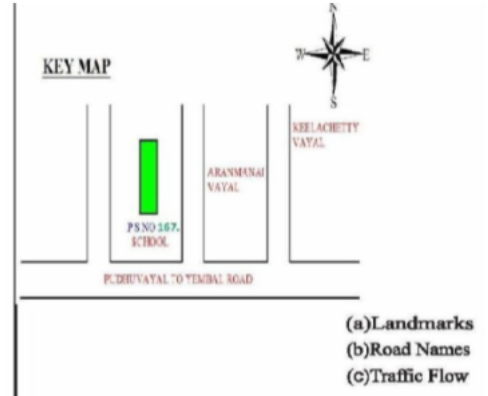 N
W E
S
KEY MAP
KEELACHETTY
VAYAL
ARANMANAI
VAYAL
PS NO 167.
SCHOOL
PUDHUVAYAL TO YEMBAL ROAD
(a)Landmarks
(b)Road Names
(c)Traffic Flow